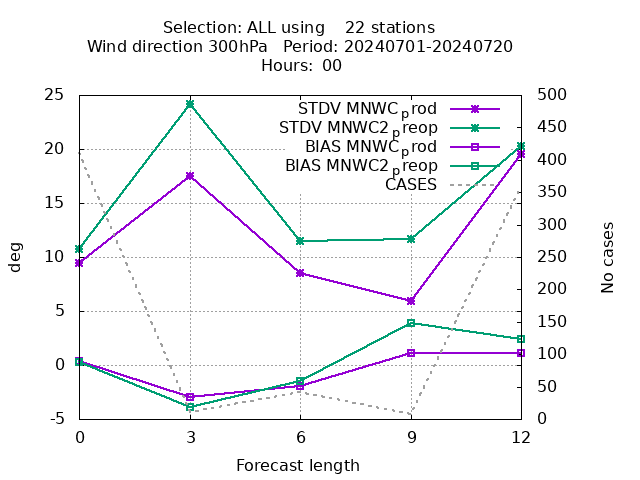 Selection: ALL using 22 stations
Wind direction 300hPa Period: 20240701-20240720
Hours: 00
25
20
15
10
5
0
-5
500
450
400
350
300
250
200
150
100
50
0
STDV MNWC_prod
STDV MNWC2_preop
BIAS MNWC_prod
BIAS MNWC2_preop
CASES
deg
No cases
0 3 6 9 12
Forecast length